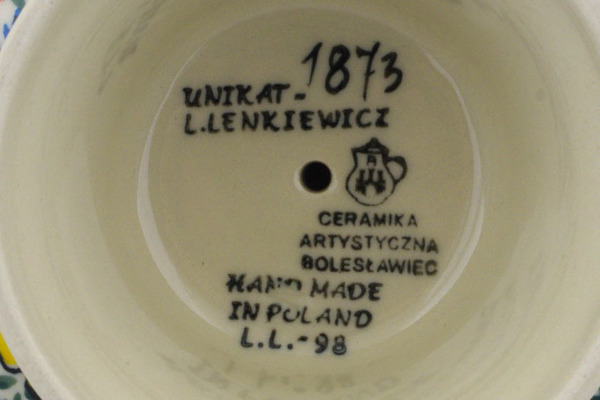 1873
UNIKAT-
L.LENKIEWICZ
CERAMIKA
ARTYSTYCZNA
BOLESŁAWIEC
HAND MADE
IN POLAND
L.L.-98